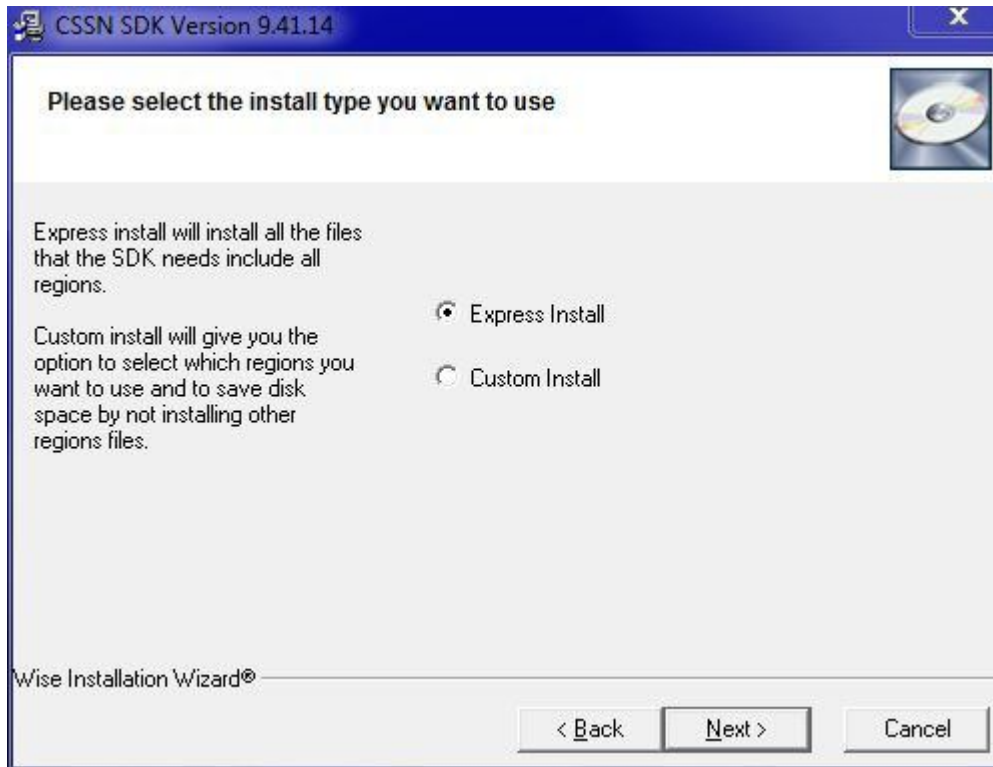 CSSN SDK Version 9.41.14
x
Please select the install type you want to use
Express install will install all the files
that the SDK needs include all
regions.
Custom install will give you the
option to select which regions you
want to use and to save disk
space by not installing other
regions files.
Express Install
Custom Install
Wise Installation Wizard®
< Back
Next >
Cancel